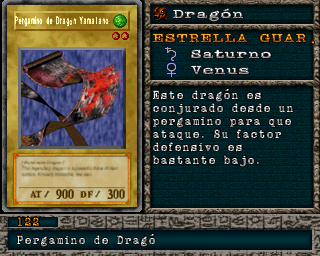 Pergamino de Dragón Yamatano
AT/ 900 DF/ 300
Dragón
ESTRELLA GUAR.
Saturno
Venus
Este dragón es
conjurado desde un
pergamino para que
ataque. Su factor
defensivo es
bastante bajo.
122
Pergamino de Dragó